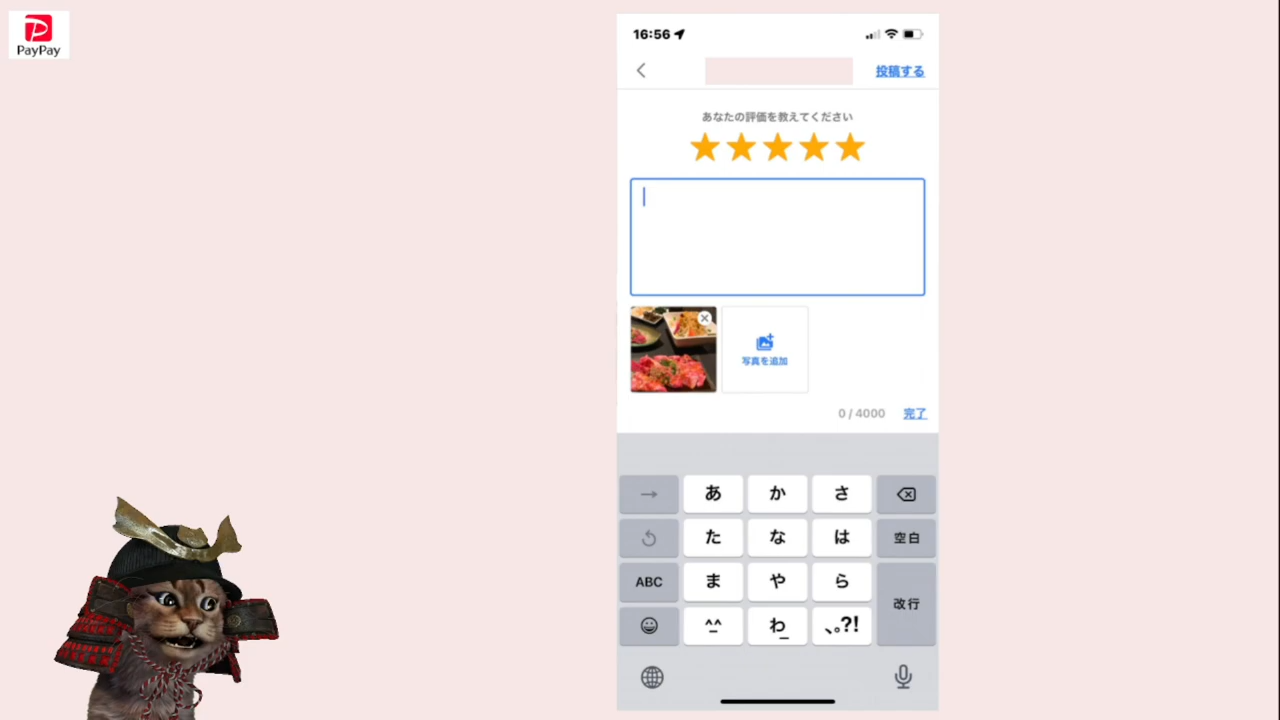 PayPay
16:56
投稿する
あなたの評価を教えてください
写真を追加
0 / 4000 完了
→ あ か さ
た な は 空白
ABC ま や ら 改行
^_^ わ_ 、。?!